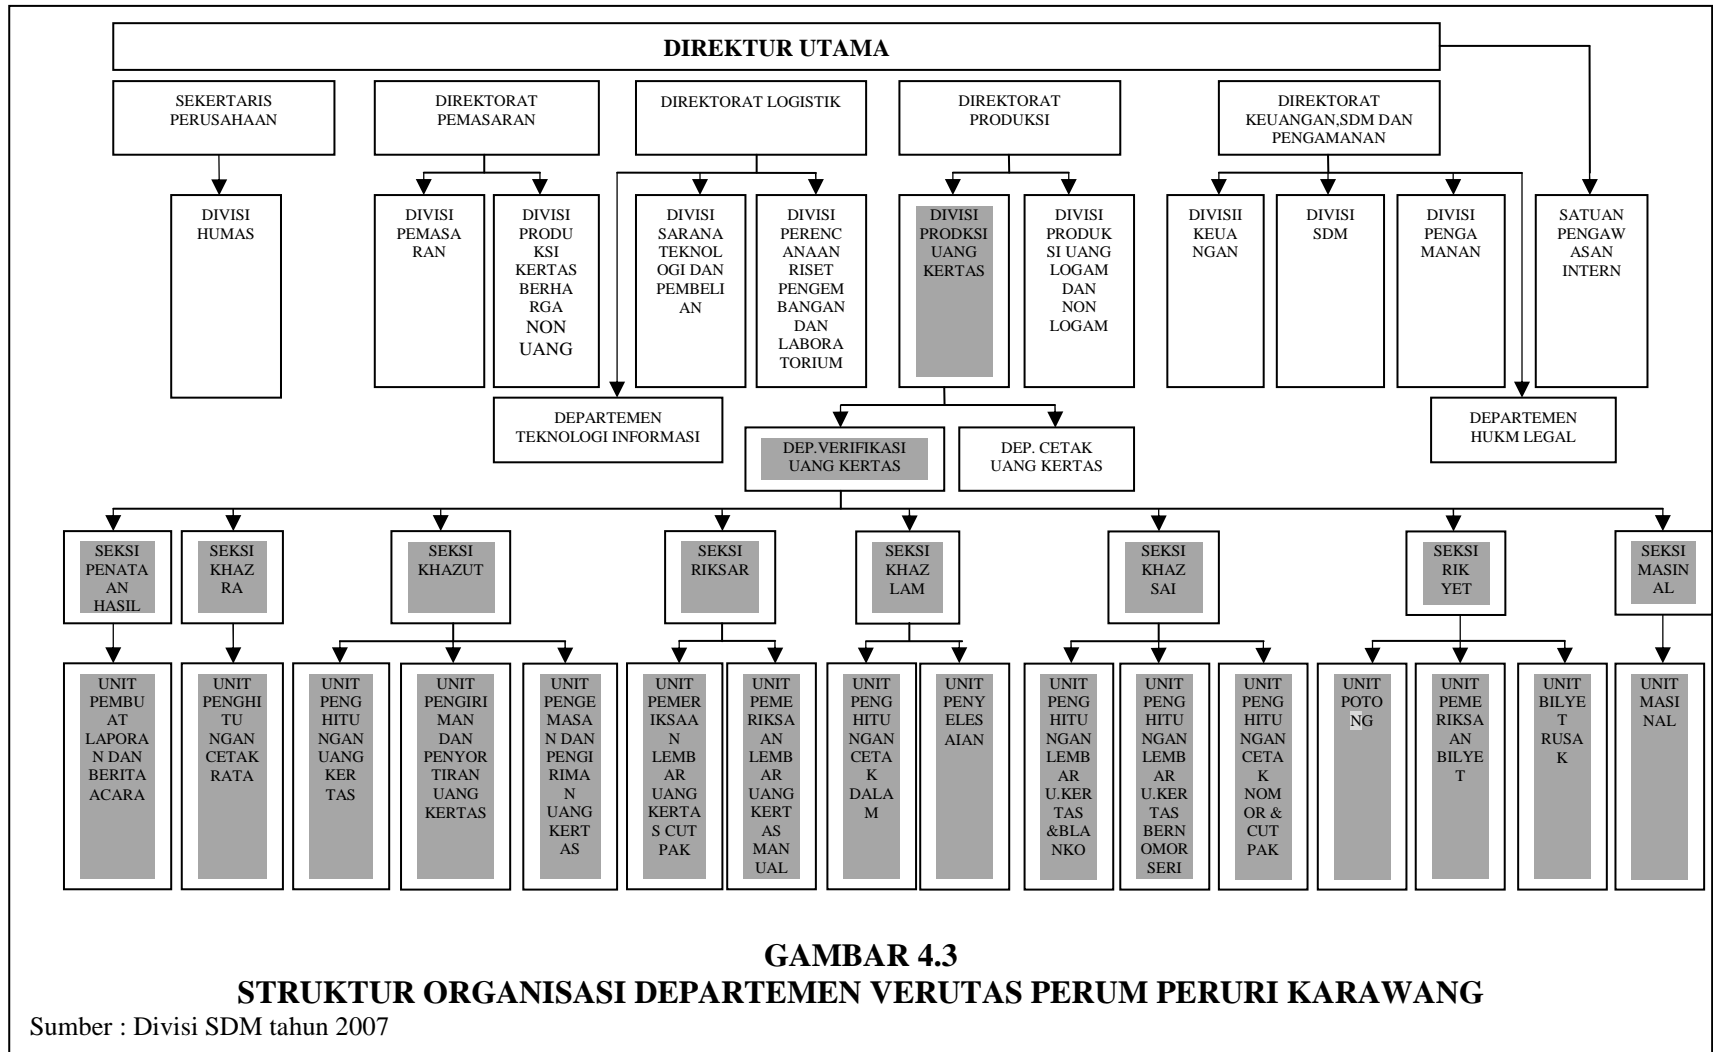 DIREKTUR UTAMA
SEKERTARIS
PERUSAHAAN
DIREKTORAT
PEMASARAN
DIREKTORAT LOGISTIK
DIREKTORAT
PRODUKSI
DIREKTORAT
KEUANGAN,SDM DAN
PENGAMANAN
DIVISI
HUMAS
DIVISI
PEMASA
RAN
DIVISI
PRODU
KSI
KERTAS
BERHA
RGA
NON
UANG
DIVISI
SARANA
TEKNOL
OGI DAN
PEMBELI
AN
DIVISI
PERENC
ANAAN
RISET
PENGEM
BANGAN
DAN
LABORA
TORIUM
DIVISI
PRODKSI
UANG
KERTAS
DIVISI
PRODUK
SI UANG
LOGAM
DAN
NON
LOGAM
DIVISII
KEUA
NGAN
DIVISI
SDM
DIVISI
PENGA
MANAN
SATUAN
PENGAW
ASAN
INTERN
DEPARTEMEN
TEKNOLOGI INFORMASI
DEPARTEMEN
HUKM LEGAL
DEP.VERIFIKASI
UANG KERTAS
DEP. CETAK
UANG KERTAS
SEKSI
PENATA
AN
HASIL
SEKSI
KHAZ
RA
SEKSI
KHAZUT
SEKSI
RIKSAR
SEKSI
KHAZ
LAM
SEKSI
KHAZ
SAI
SEKSI
RIK
YET
SEKSI
MASIN
AL
UNIT
PEMBU
AT
LAPORA
N DAN
BERITA
ACARA
UNIT
PENGHI
TU
NGAN
CETAK
RATA
UNIT
PENG
HITU
NGAN
UANG
KER
TAS
UNIT
PENGIRI
MAN
DAN
PENYOR
TIRAN
UANG
KERTAS
UNIT
PENGE
MASA
N DAN
PENGI
RIMA
N
UANG
KERT
AS
UNIT
PEMER
IKSAA
N
LEMB
AR
UANG
KERTA
S CUT
PAK
UNIT
PEME
RIKSA
AN
LEMB
AR
UANG
KERT
AS
MAN
UAL
UNIT
PENG
HITU
NGAN
CETA
K
DALA
M
UNIT
PENY
ELES
AIAN
UNIT
PENG
HITU
NGAN
LEMB
AR
U.KER
TAS
&BLA
NKO
UNIT
PENG
HITU
NGAN
LEMB
AR
U.KER
TAS
BERN
OMOR
SERI
UNIT
PENG
HITU
NGAN
CETA
K
NOM
OR &
CUT
PAK
UNIT
POTO
NG
UNIT
PEME
RIKSA
AN
BILYE
T
UNIT
BILYE
T
RUSA
K
UNIT
MASI
NAL
GAMBAR 4.3
STRUKTUR ORGANISASI DEPARTEMEN VERUTAS PERUM PERURI KARAWANG
Sumber : Divisi SDM tahun 2007